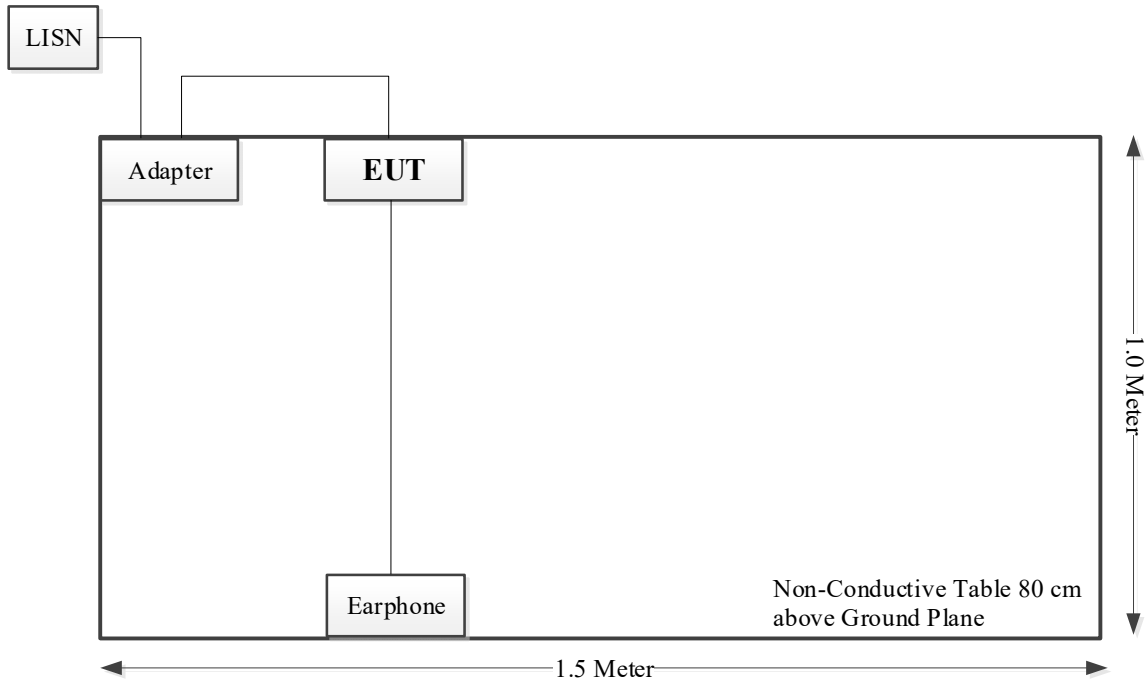 LISN
Adapter
EUT
1.0 Meter
Earphone
Non-Conductive Table 80 cm
above Ground Plane
1.5 Meter